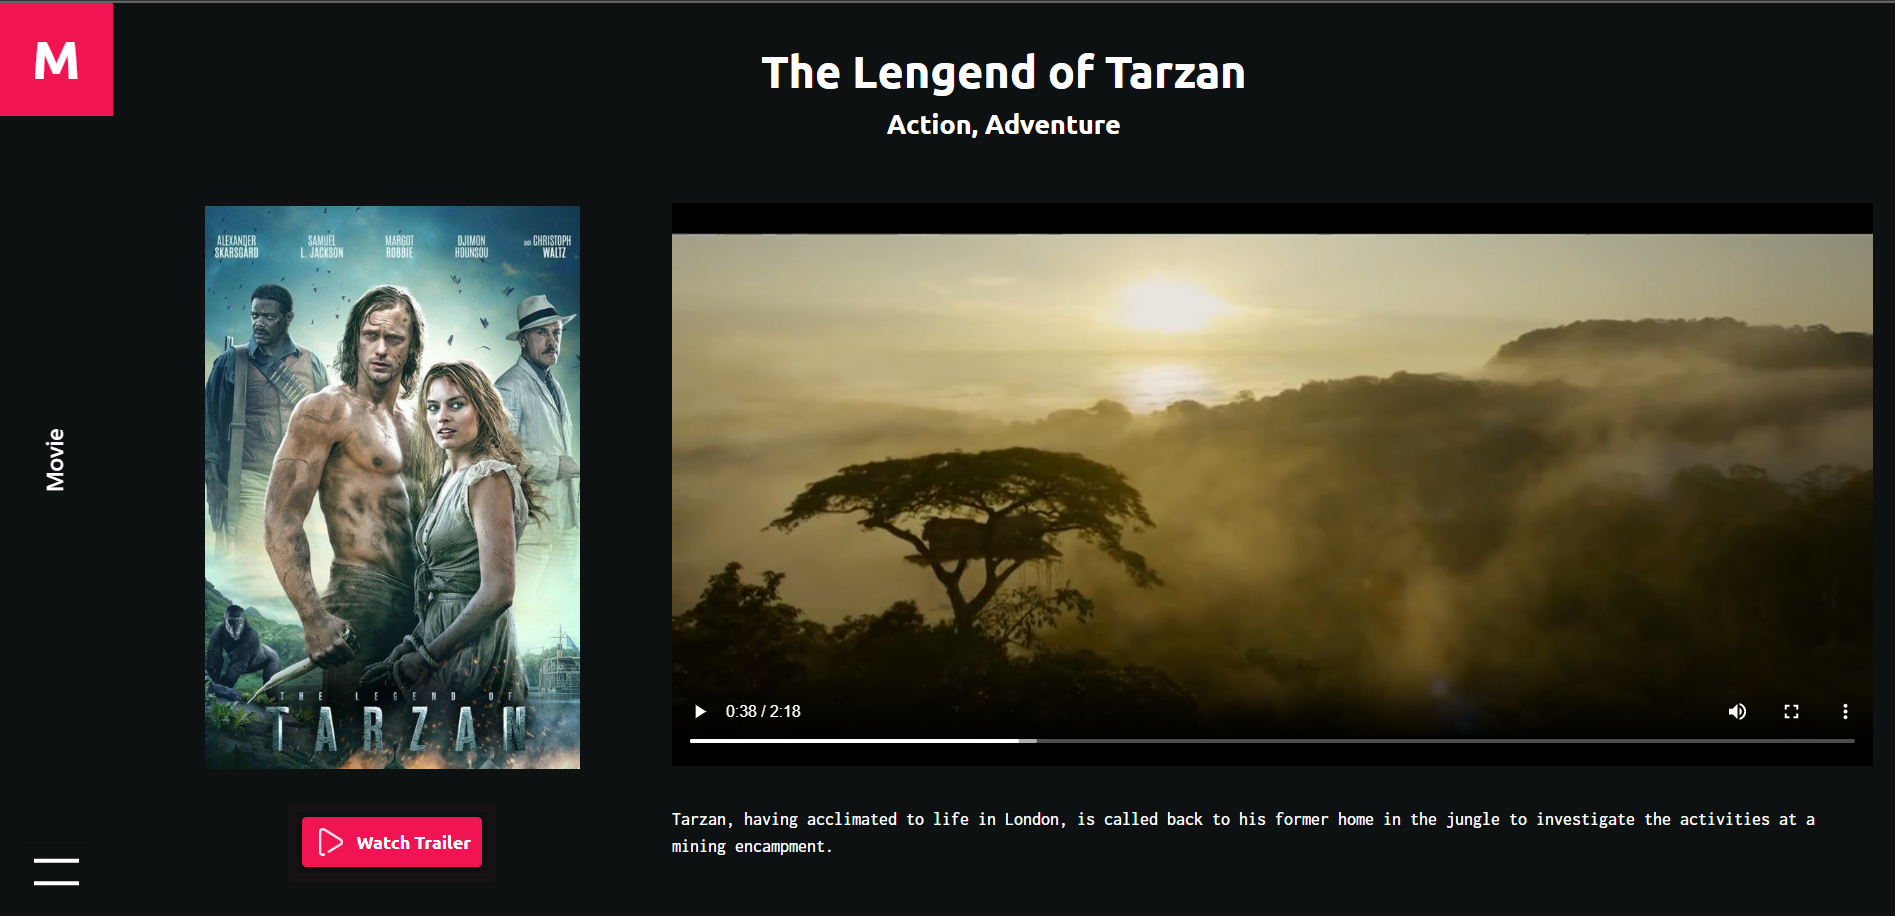 M
The Lengend of Tarzan
Action, Adventure
Movie
ALEXANDER SKARSGÅRD
SAMUEL L. JACKSON
MARGOT ROBBIE
DJIMON HOUNSOU
AND CHRISTOPH WALTZ
THE LEGEND OF
TARZAN
Watch Trailer
0:38 / 2:18
Tarzan, having acclimated to life in London, is called back to his former home in the jungle to investigate the activities at a
mining encampment.